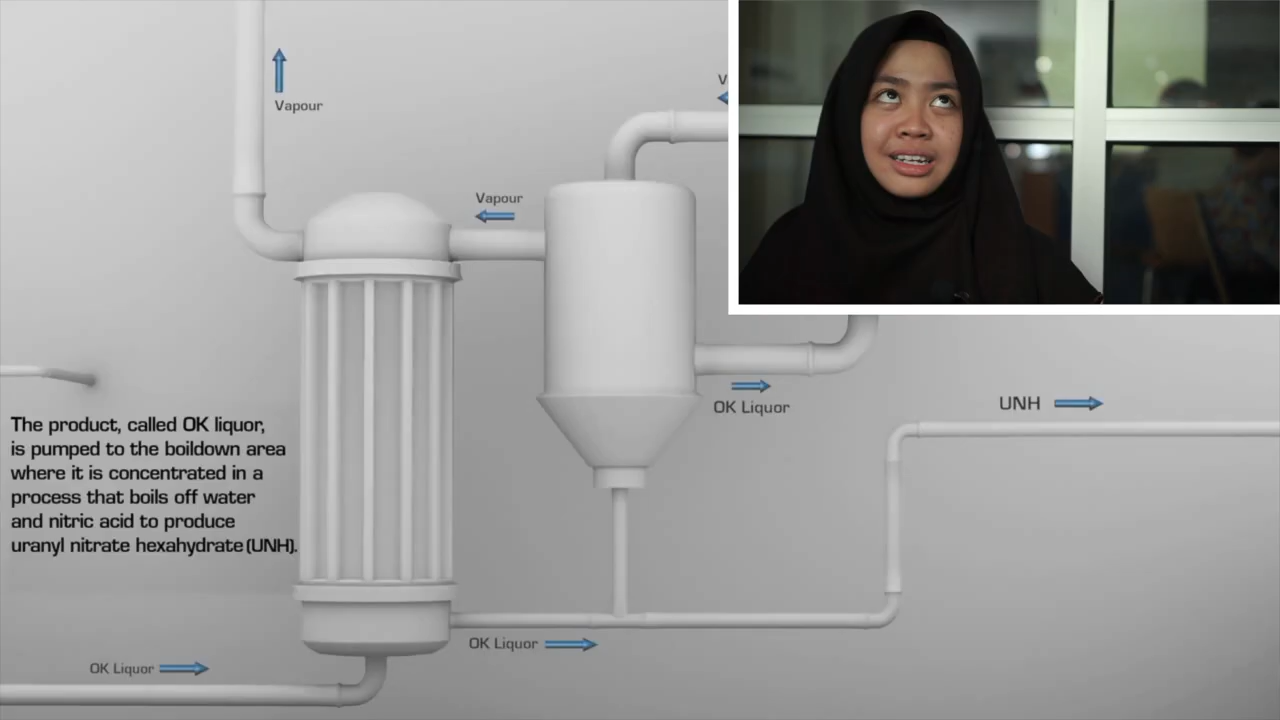 Vapour
V
Vapour
OK Liquor
UNH
The product, called OK liquor,
is pumped to the boildown area
where it is concentrated in a
process that boils off water
and nitric acid to produce
uranyl nitrate hexahydrate (UNH).
OK Liquor
OK Liquor